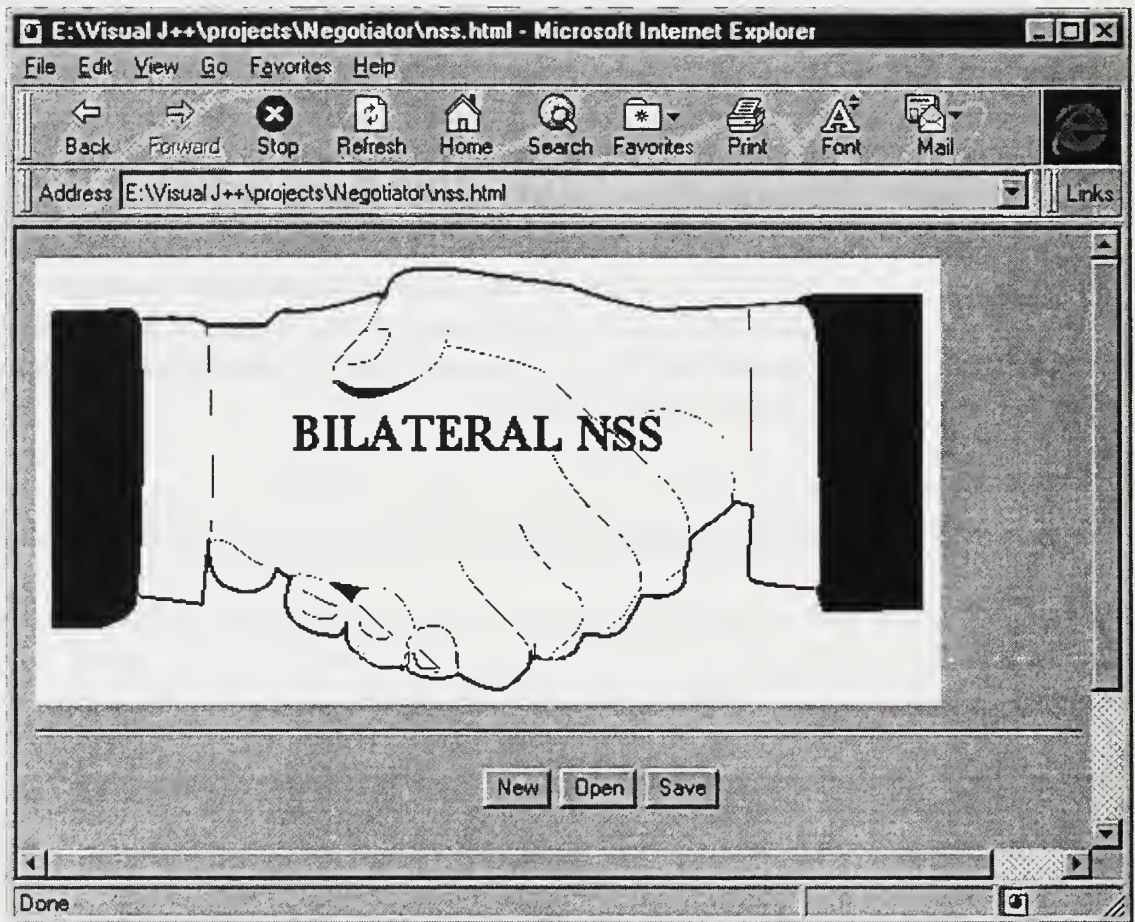 E:\Visual J++\projects\Negotiator\nss.html - Microsoft Internet Explorer
File Edit View Go Favorites Help
Back Forward Stop Refresh Home Search Favorites Print Font Mail
Address E:\Visual J++\projects\Negotiator\nss.html Links
BILATERAL NSS
New Open Save
Done